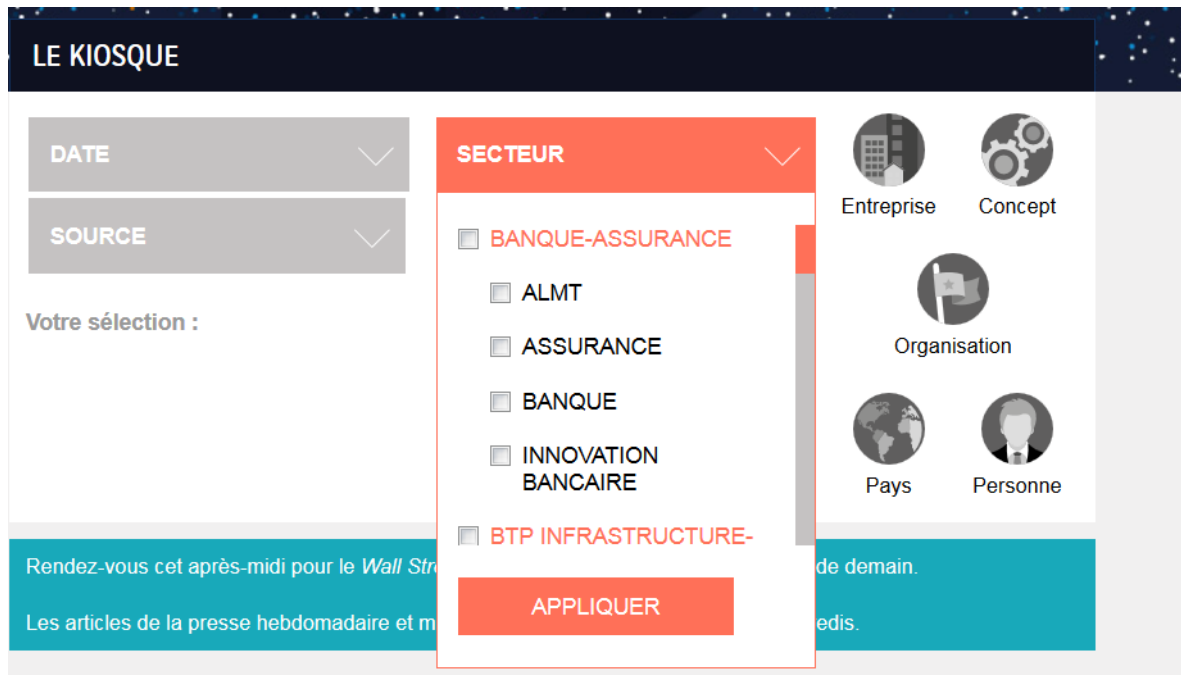 LE KIOSQUE
DATE
SOURCE
Votre sélection :
SECTEUR
BANQUE-ASSURANCE
ALMT
ASSURANCE
BANQUE
INNOVATION
BANCAIRE
BTP INFRASTRUCTURE-
APPLIQUER
Entreprise
Concept
Organisation
Pays
Personne
Rendez-vous cet après-midi pour le Wall de demain.
Les articles de la presse hebdomadaire et